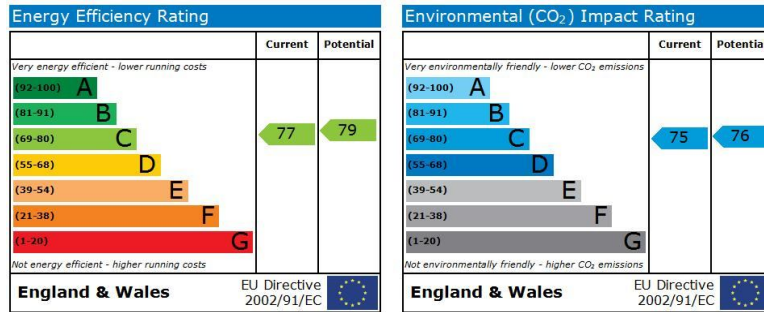 Energy Efficiency Rating
Current Potential
Very energy efficient - lower running costs
(92-100) A
(81-91) B
(69-80) C
77 79
(55-68) D
(39-54) E
(21-38) F
(1-20) G
Not energy efficient - higher running costs
England & Wales
EU Directive
2002/91/EC
Environmental (CO₂) Impact Rating
Current Potential
Very environmentally friendly - lower CO₂ emissions
(92-100) A
(81-91) B
(69-80) C
75 76
(55-68) D
(39-54) E
(21-38) F
(1-20) G
Not environmentally friendly - higher CO₂ emissions
England & Wales
EU Directive
2002/91/EC